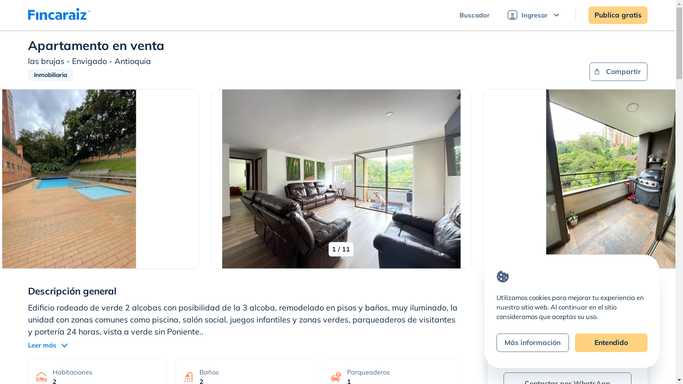 Fincaraiz
Buscador
Ingresar
Publica gratis
Apartamento en venta
las brujas - Envigado - Antioquia
Inmobiliaria
Compartir
1 / 11
Descripción general
Edificio rodeado de verde 2 alcobas con posibilidad de la 3 alcoba, remodelado en pisos y baños, muy iluminado, la
unidad con zonas comunes como piscina, salón social, juegos infantiles y zonas verdes, parqueaderos de visitantes
y portería 24 horas, vista a verde sin Poniente..
Leer más
Habitaciones
2
Baños
2
Parqueaderos
1
Utilizamos cookies para mejorar tu experiencia en
nuestro sitio web. Al continuar en el sitio
consideramos que aceptas su uso.
Más información
Entendido
Contactar por WhatsApp